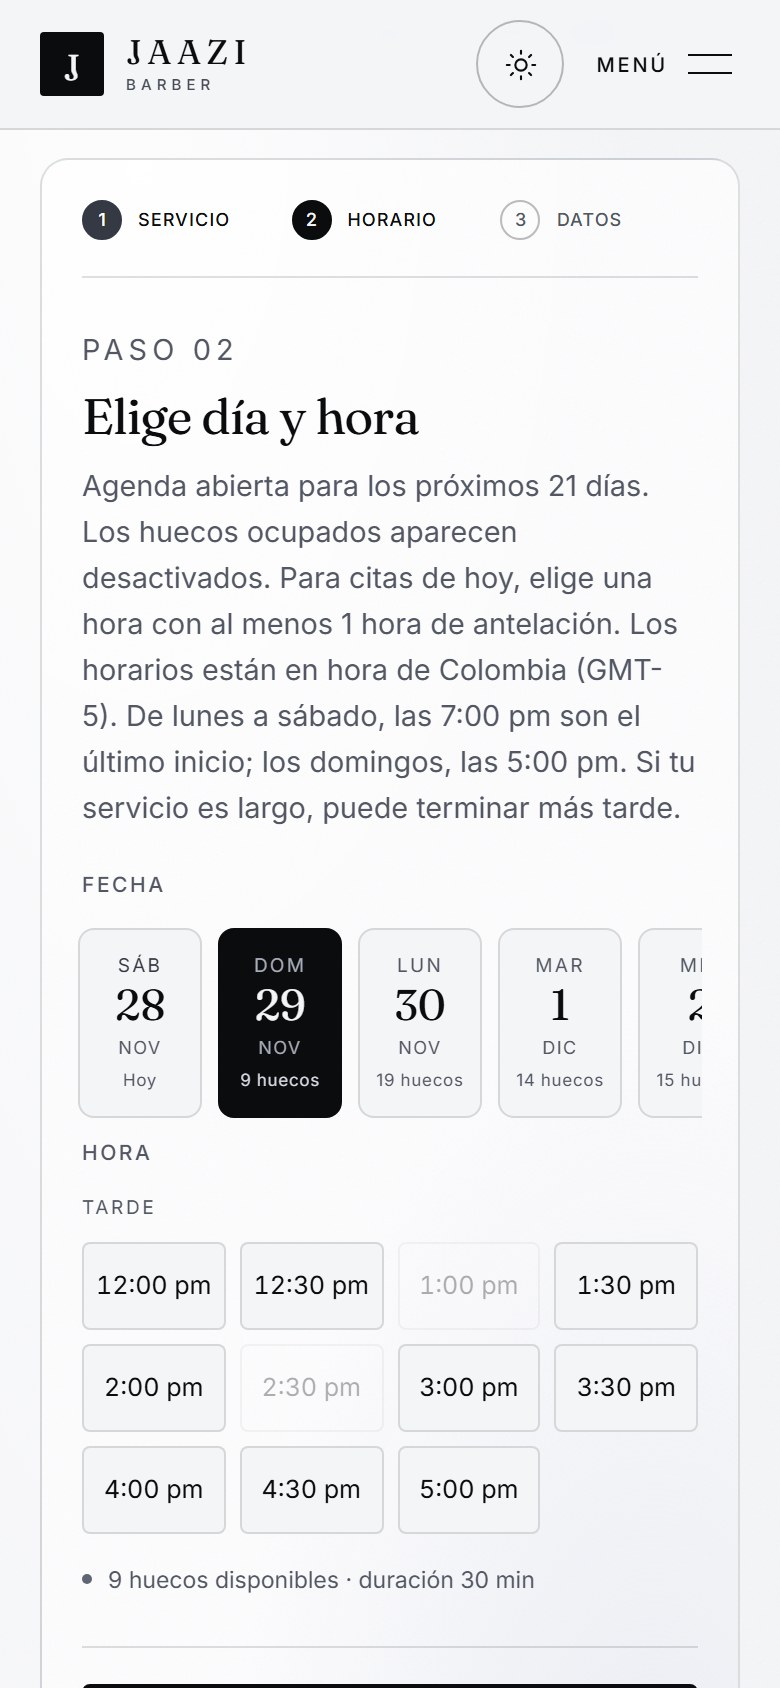 J
JAAZI
BARBER
MENÚ
1 SERVICIO 2 HORARIO 3 DATOS
PASO 02
Elige día y hora
Agenda abierta para los próximos 21 días.
Los huecos ocupados aparecen
desactivados. Para citas de hoy, elige una
hora con al menos 1 hora de antelación. Los
horarios están en hora de Colombia (GMT-
5). De lunes a sábado, las 7:00 pm son el
último inicio; los domingos, las 5:00 pm. Si tu
servicio es largo, puede terminar más tarde.
FECHA
SÁB
28
NOV
Hoy
DOM
29
NOV
9 huecos
LUN
30
NOV
19 huecos
MAR
1
DIC
14 huecos
15 hu
HORA
TARDE
12:00 pm 12:30 pm 1:00 pm 1:30 pm
2:00 pm 2:30 pm 3:00 pm 3:30 pm
4:00 pm 4:30 pm 5:00 pm
9 huecos disponibles · duración 30 min